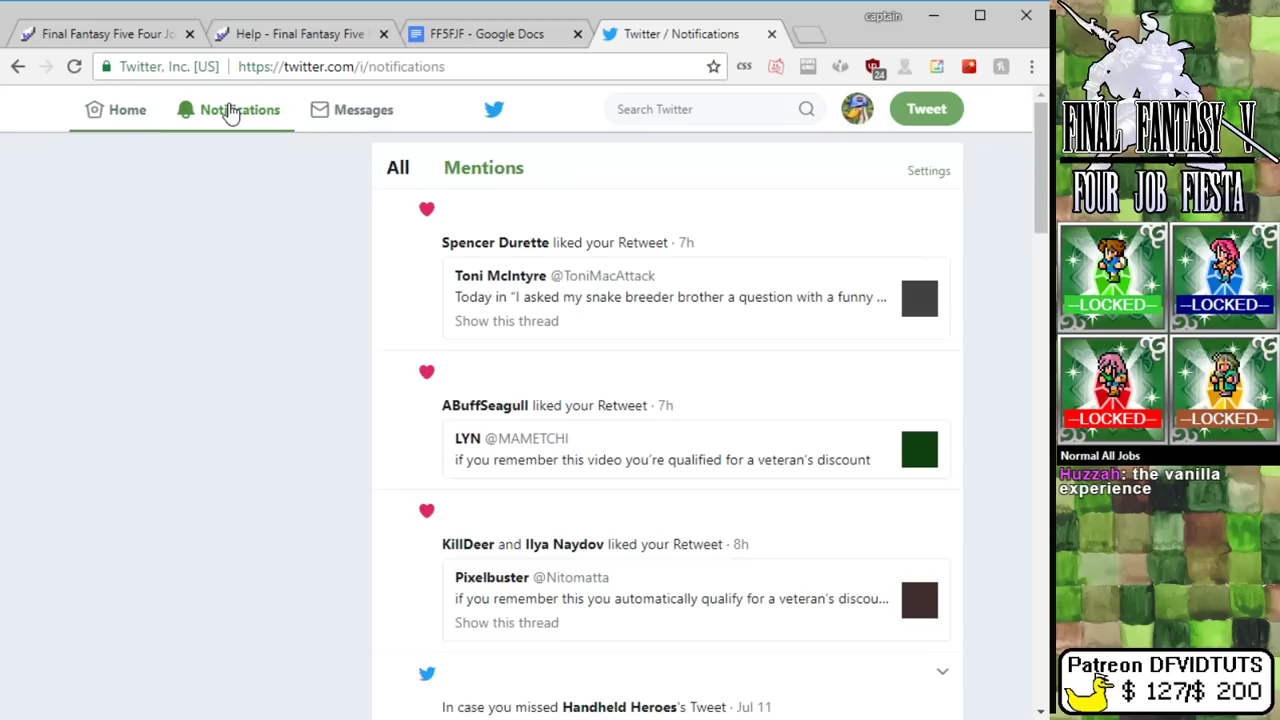 captain
Final Fantasy Five Four Jo
Help - Final Fantasy Five
FF5FJF - Google Docs
Twitter / Notifications
Twitter, Inc. [US]
https://twitter.com/i/notifications
css
24
Home
Notifications
Messages
Search Twitter
Tweet
All
Mentions
Settings
Spencer Durette liked your Retweet · 7h
Toni McIntyre @ToniMacAttack
Today in “I asked my snake breeder brother a question with a funny ...
Show this thread
ABuffSeagull liked your Retweet · 7h
LYN @MAMETCHI
if you remember this video you’re qualified for a veteran’s discount
KillDeer and Ilya Naydov liked your Retweet · 8h
Pixelbuster @Nitomatta
if you remember this you automatically qualify for a veteran’s discou...
Show this thread
In case you missed Handheld Heroes's Tweet · Jul 11
FINAL FANTASY V
FOUR JOB FIESTA
--LOCKED--
--LOCKED--
--LOCKED--
--LOCKED--
Normal All Jobs
Huzzah: the vanilla
experience
Patreon DFVIDTUTS
$ 127/$ 200